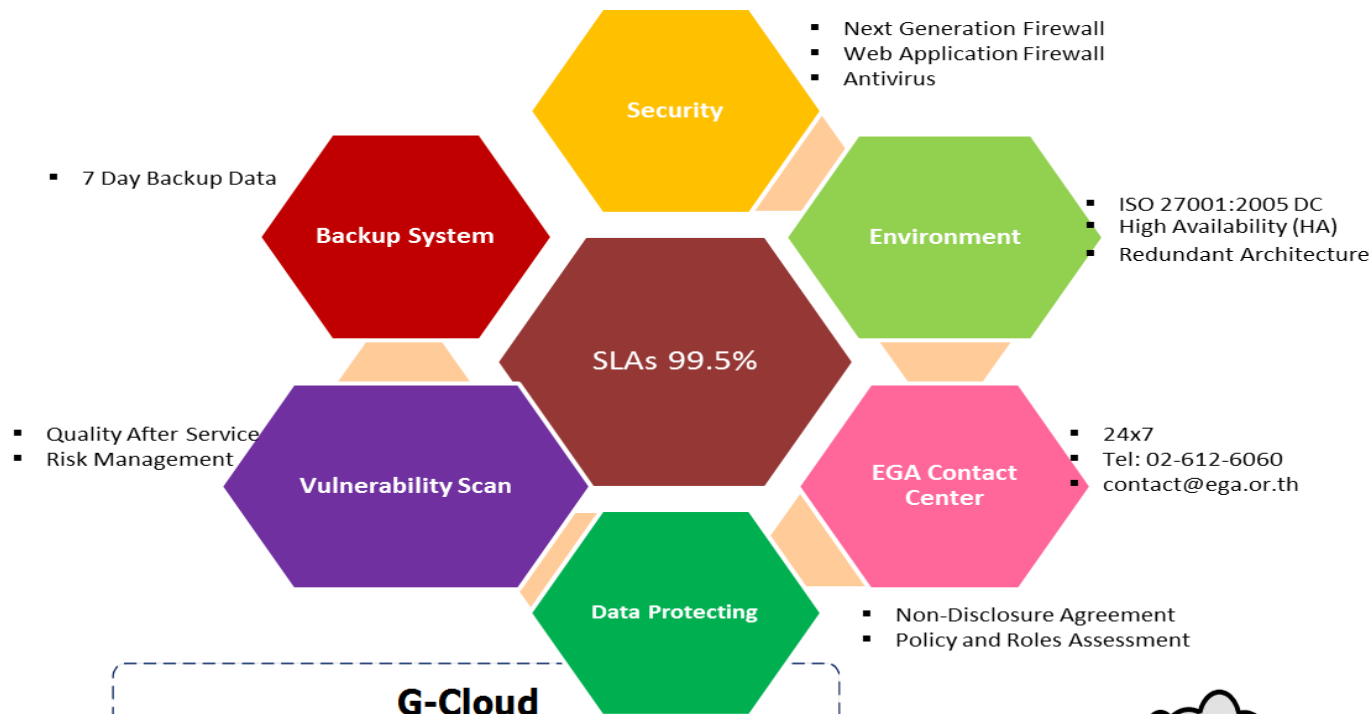 ▪ Next Generation Firewall
▪ Web Application Firewall
▪ Antivirus
Security
▪ 7 Day Backup Data
Backup System
Environment
▪ ISO 27001:2005 DC
▪ High Availability (HA)
▪ Redundant Architecture
SLAs 99.5%
▪ Quality After Service
▪ Risk Management
Vulnerability Scan
EGA Contact
Center
▪ 24x7
▪ Tel: 02-612-6060
▪ contact@ega.or.th
Data Protecting
▪ Non-Disclosure Agreement
▪ Policy and Roles Assessment
G-Cloud